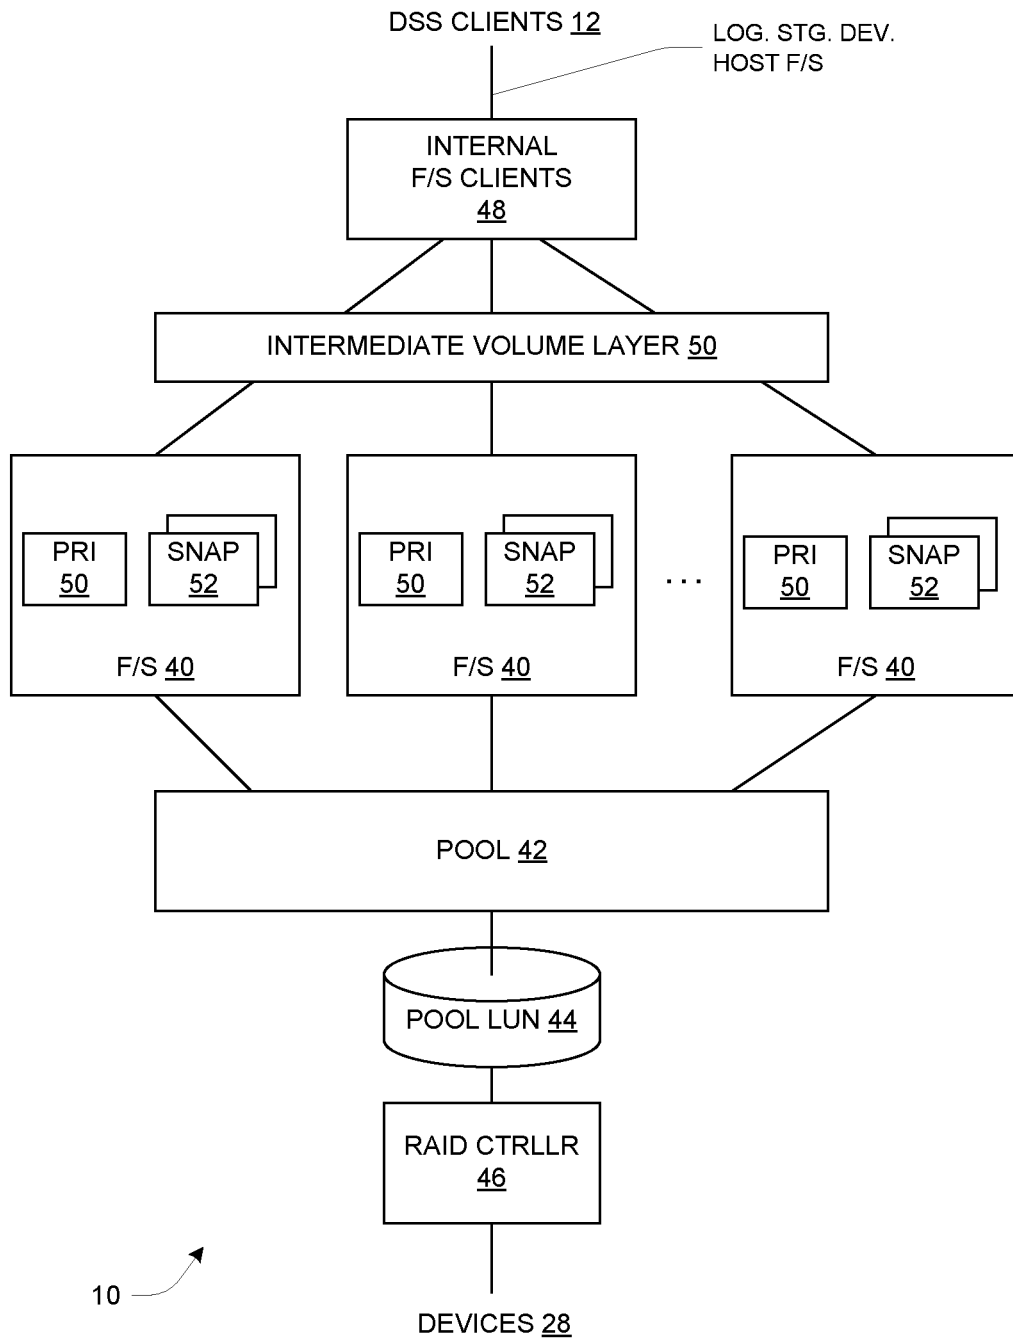 DSS CLIENTS 12
LOG. STG. DEV.
HOST F/S
INTERNAL
F/S CLIENTS
48
INTERMEDIATE VOLUME LAYER 50
PRI
50
SNAP
52
F/S 40
PRI
50
SNAP
52
F/S 40
...
PRI
50
SNAP
52
F/S 40
POOL 42
POOL LUN 44
RAID CTRLLR
46
10
DEVICES 28